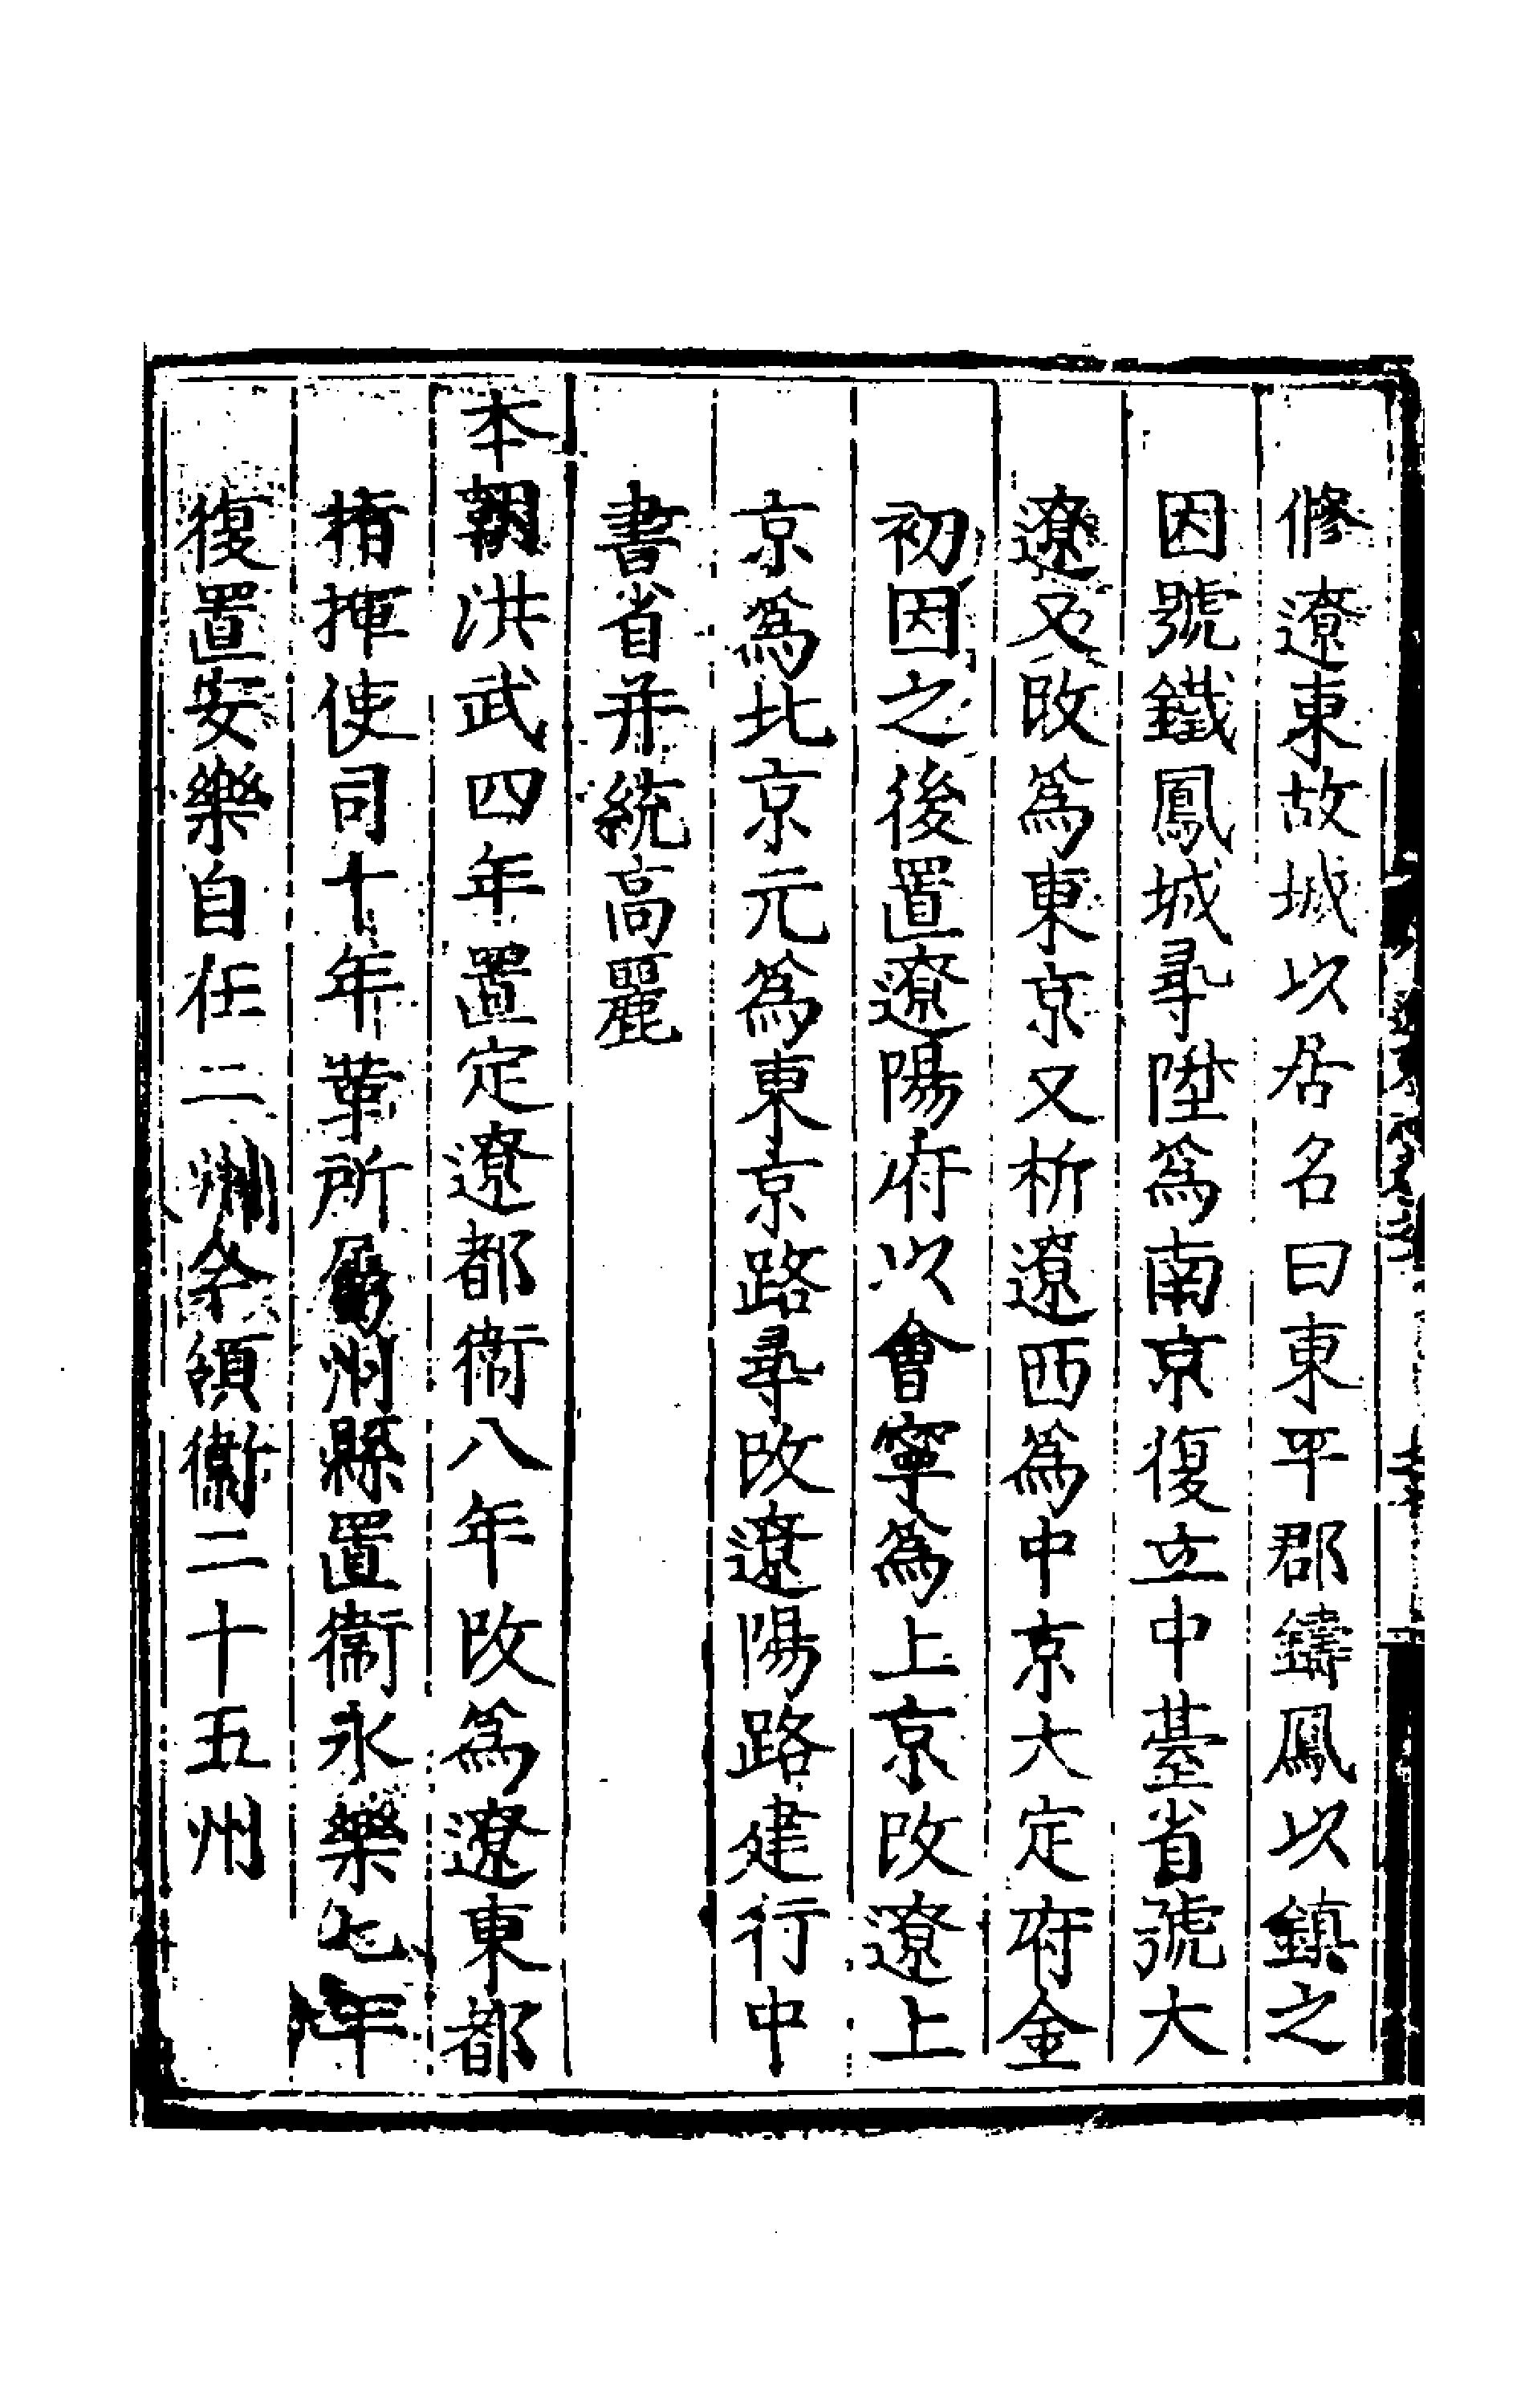 修遼東故城以居名曰東平郡鑄鳳以鎮之
因號鐵鳳城尋陞爲南京復立中臺省號大
遼又改爲東京又析遼西爲中京大定府金
初因之後置遼陽府以會寧爲上京改遼上
京爲北京元爲東京路尋改遼陽路建行中
書省并統高麗
本朝洪武四年置定遼都衛八年改爲遼東都
指揮使司十年革所屬州縣置衛永樂七年
復置安樂自在二州今領衛二十五州